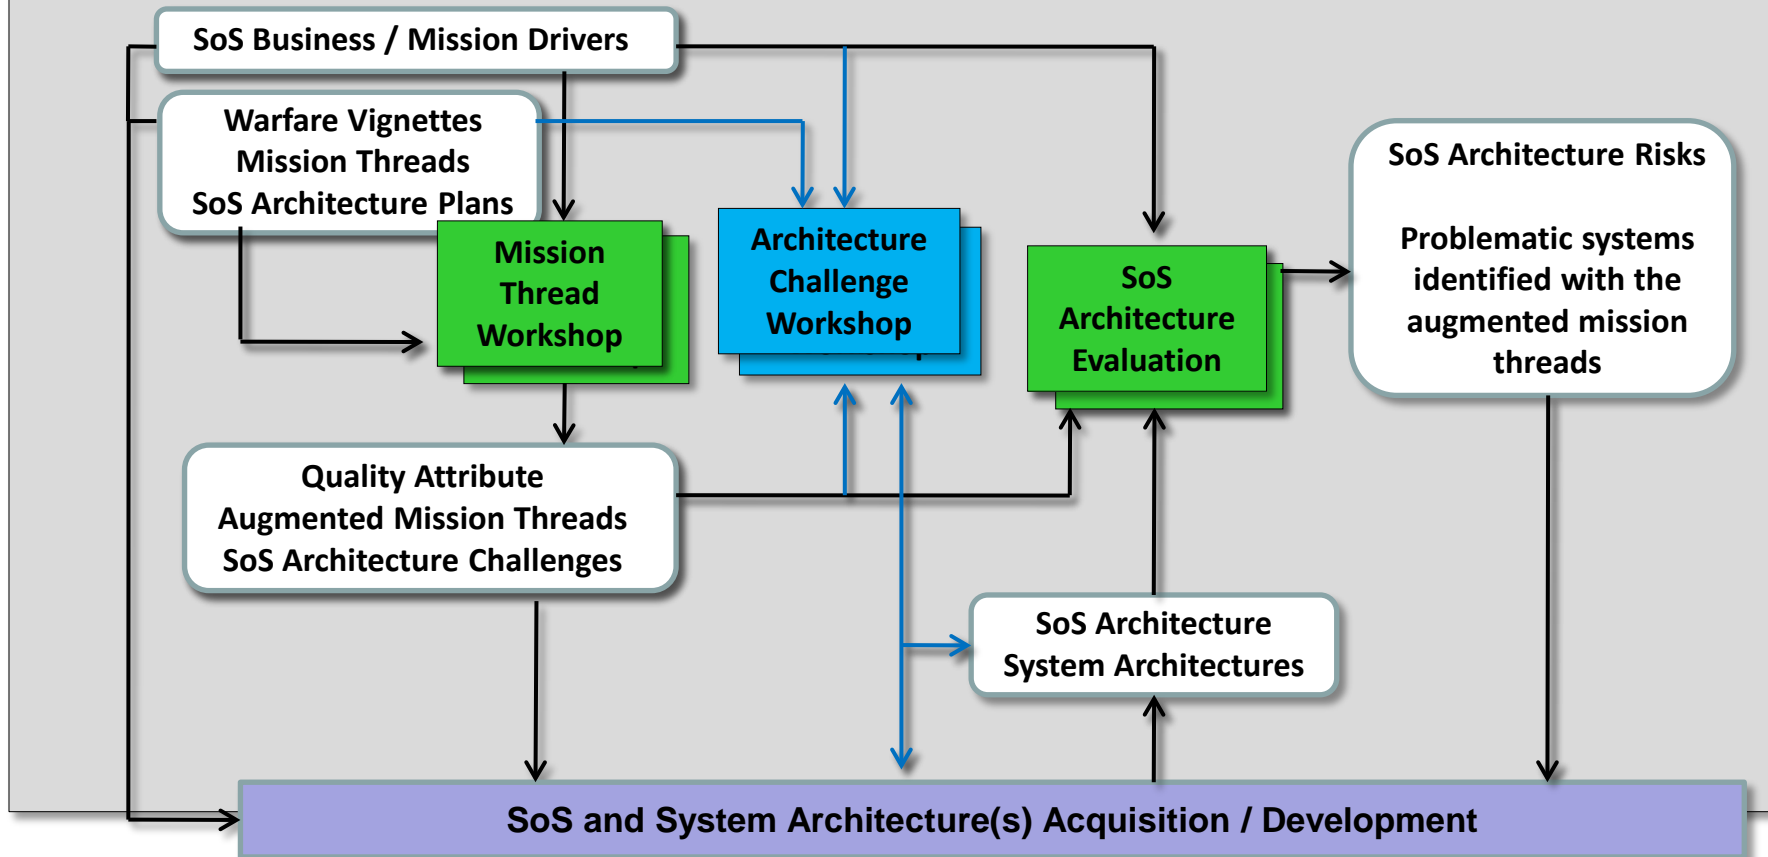 SoS Business / Mission Drivers
Warfare Vignettes
Mission Threads
SoS Architecture Plans
Mission
Thread
Workshop
Architecture
Challenge
Workshop
SoS
Architecture
Evaluation
SoS Architecture Risks
Problematic systems
identified with the
augmented mission
threads
Quality Attribute
Augmented Mission Threads
SoS Architecture Challenges
SoS Architecture
System Architectures
SoS and System Architecture(s) Acquisition / Development